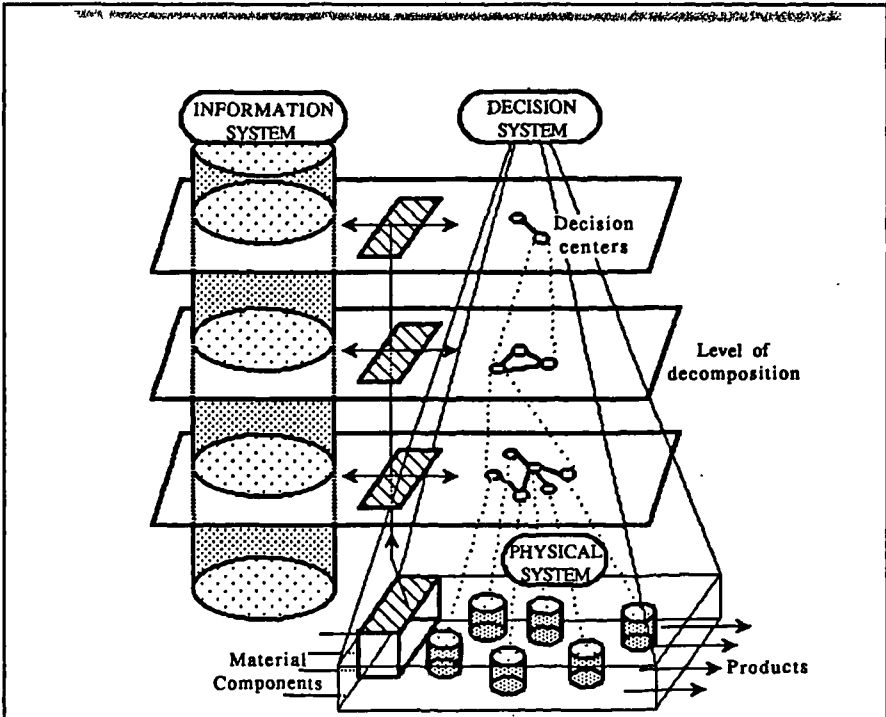 INFORMATION
SYSTEM
DECISION
SYSTEM
Decision
centers
Level of
decomposition
PHYSICAL
SYSTEM
Material
Components
Products